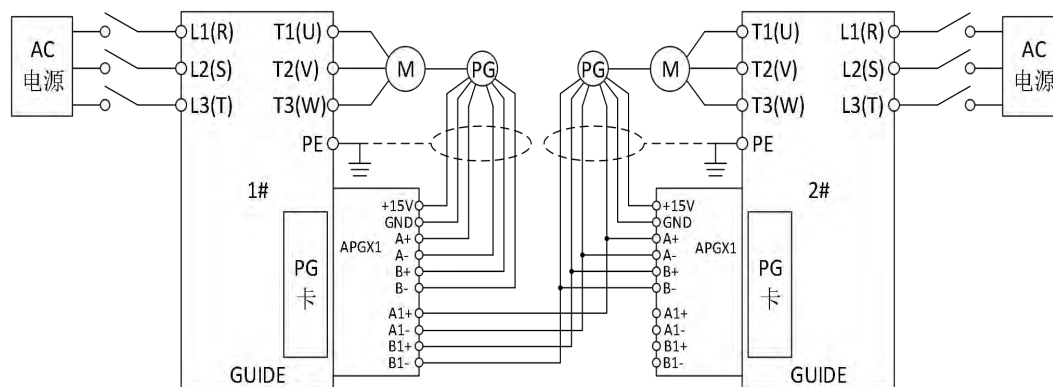 AC
电源
L1(R)
L2(S)
L3(T)
T1(U)
T2(V)
T3(W)
PE
M
PG
1#
PG
卡
APGX1
+15V
GND
A+
A-
B+
B-
A1+
A1-
B1+
B1-
GUIDE
PG
M
T1(U)
T2(V)
T3(W)
PE
L1(R)
L2(S)
L3(T)
AC
电源
2#
APGX1
+15V
GND
A+
A-
B+
B-
A1+
A1-
B1+
B1-
PG
卡
GUIDE